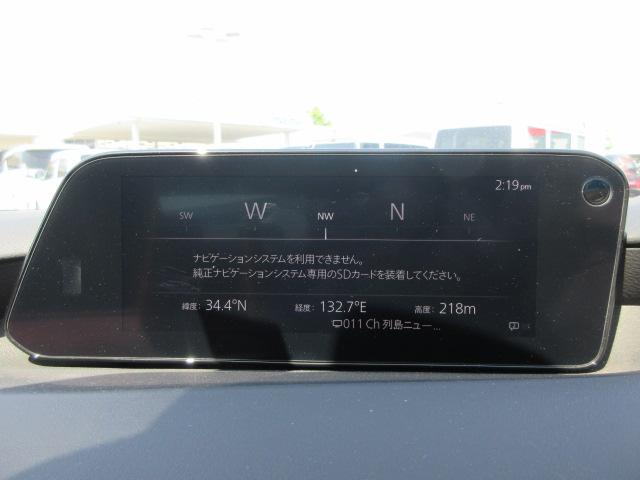 2:19pm
SW W NW N NE
ナビゲーションシステムを利用できません。
純正ナビゲーションシステム専用のSDカードを装着してください。
緯度: 34.4°N 経度: 132.7°E 高度: 218m
011 Ch 列島ニュー...